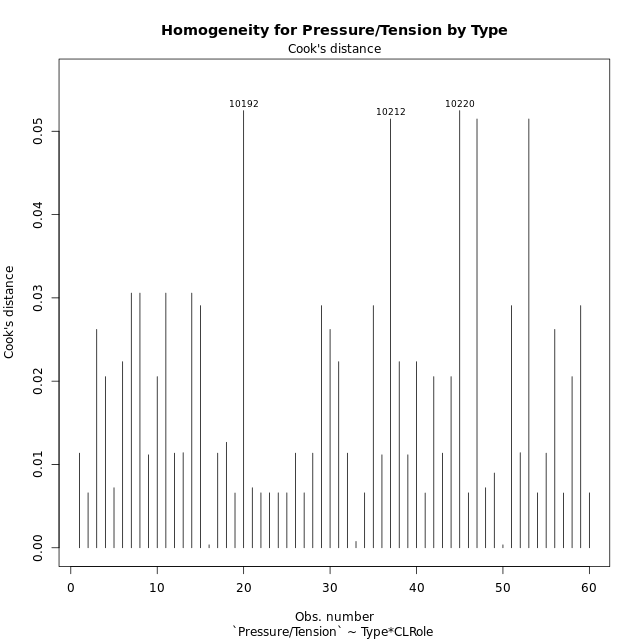 Homogeneity for Pressure/Tension by Type
Cook's distance
10192
10212
10220
Cook's distance
0.05
0.04
0.03
0.02
0.01
0.00
0 10 20 30 40 50 60
Obs. number
`Pressure/Tension` ~ Type*CLRole